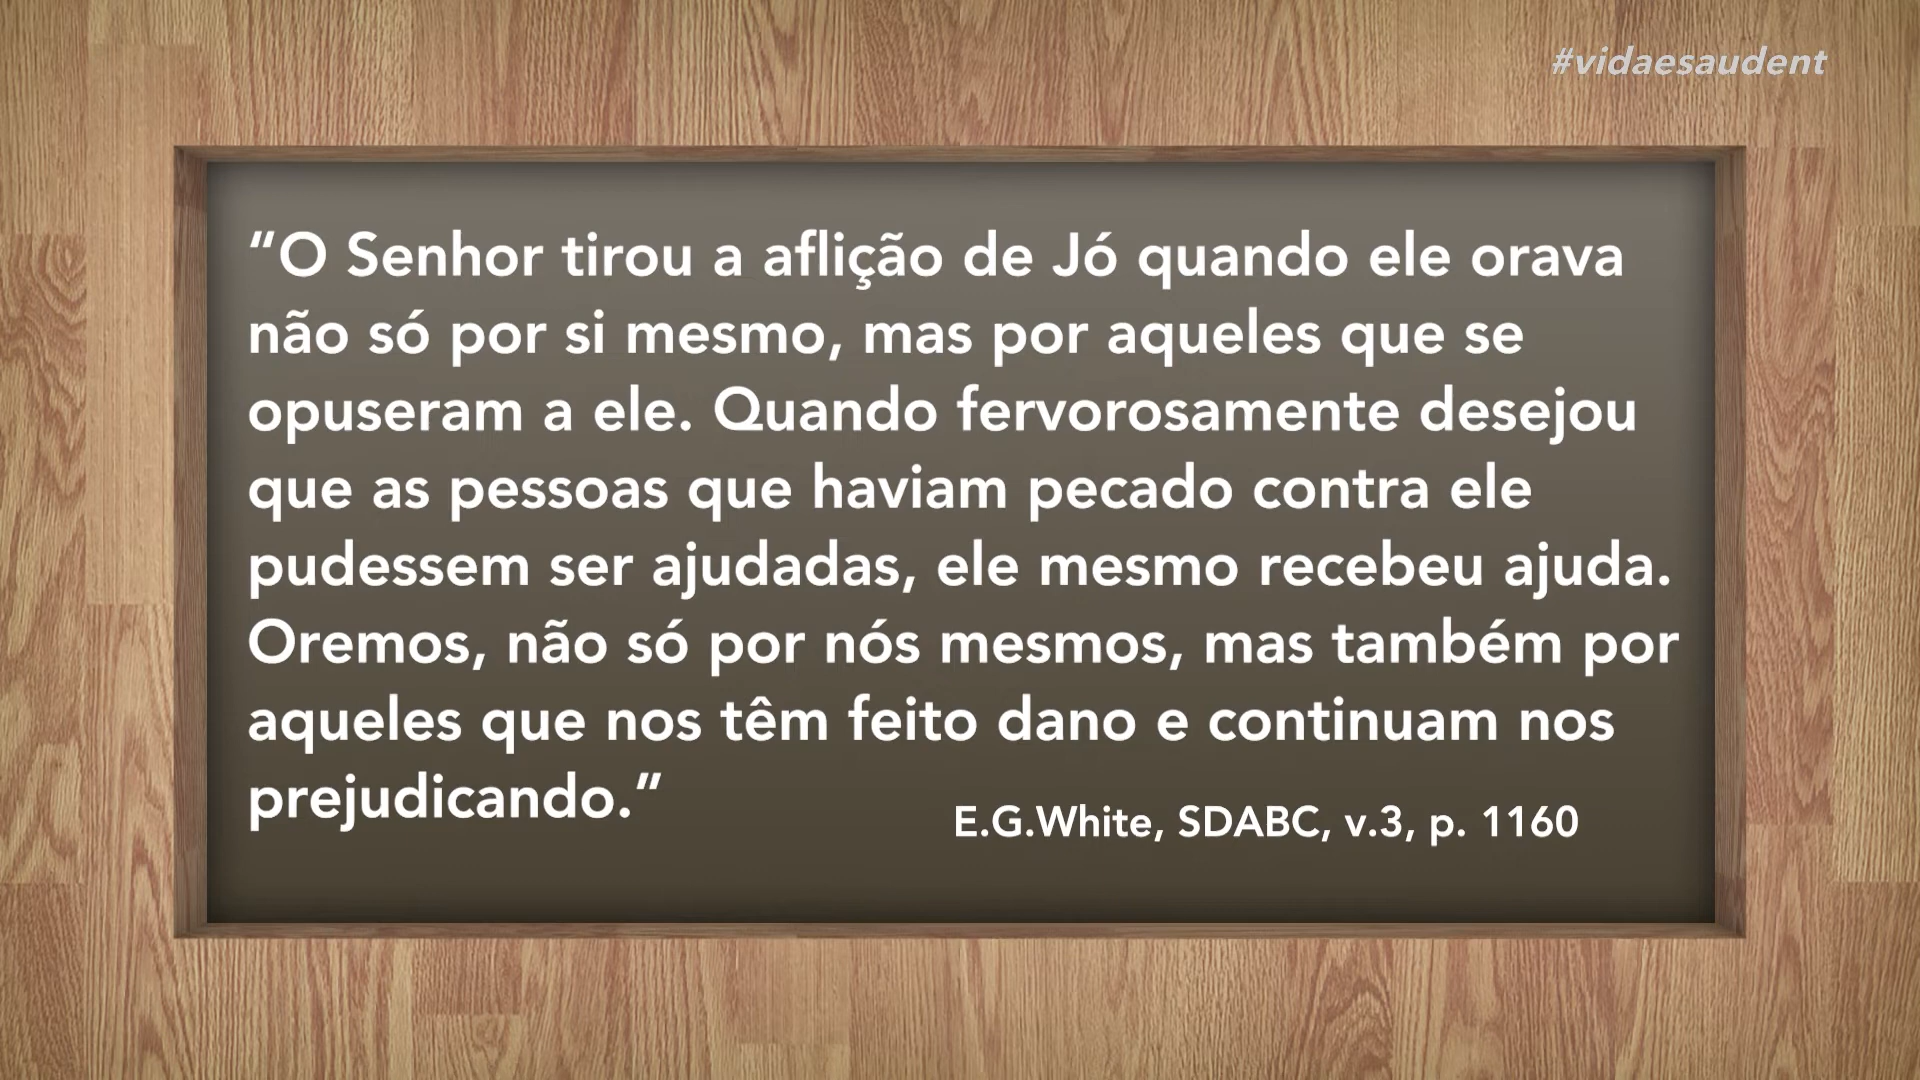 #vidaesaudent
“O Senhor tirou a aflição de Jó quando ele orava
não só por si mesmo, mas por aqueles que se
opuseram a ele. Quando fervorosamente desejou
que as pessoas que haviam pecado contra ele
pudessem ser ajudadas, ele mesmo recebeu ajuda.
Oremos, não só por nós mesmos, mas também por
aqueles que nos têm feito dano e continuam nos
prejudicando.”
E.G.White, SDABC, v.3, p. 1160